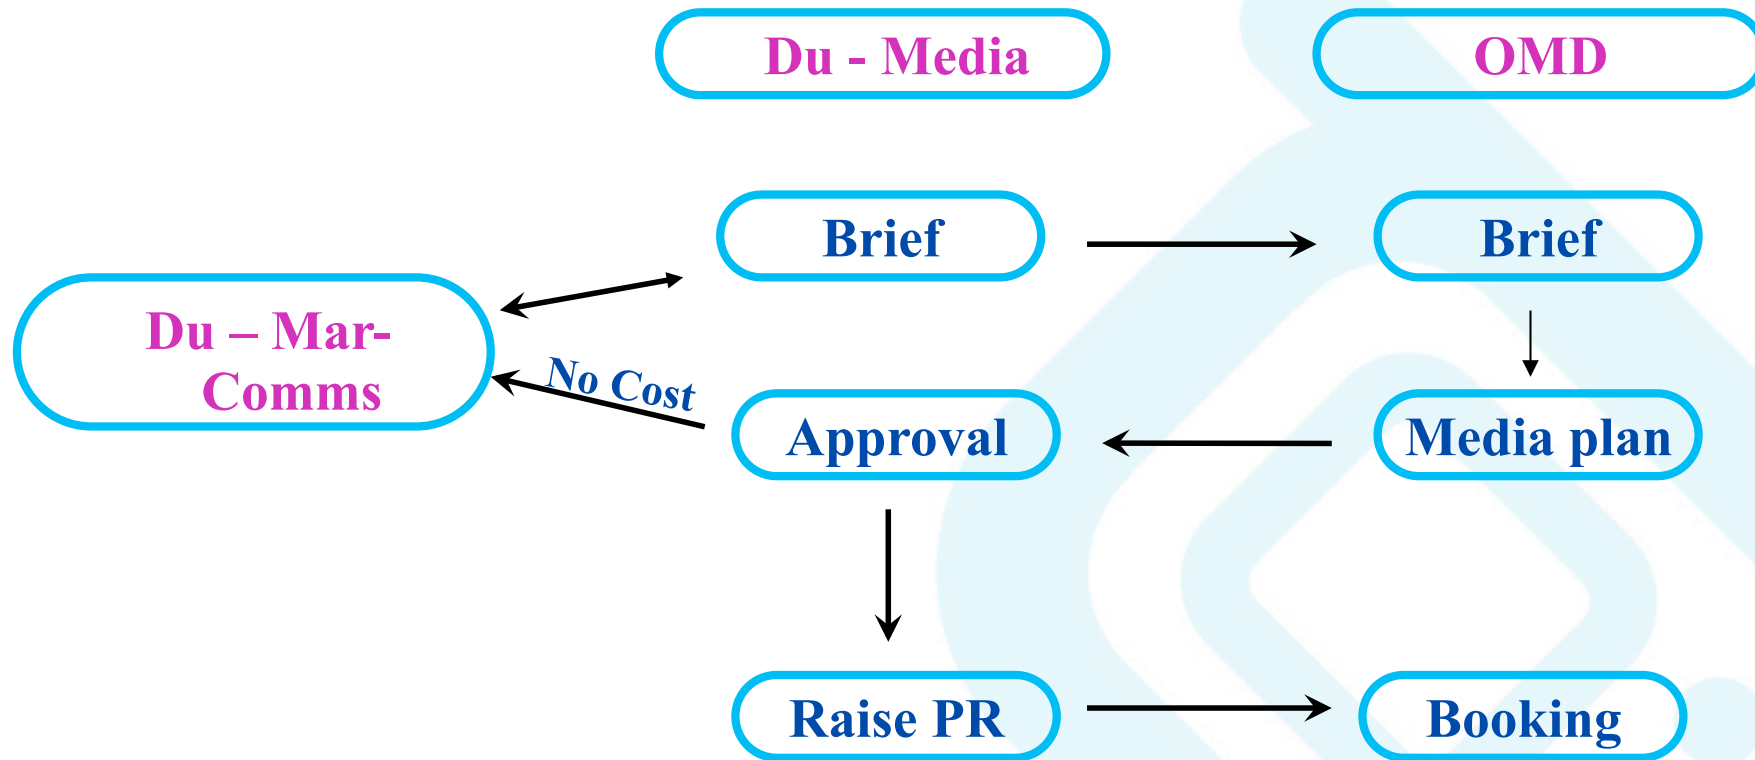 Du - Media
OMD
Brief
Brief
Du – Mar-
Comms
No Cost
Approval
Media plan
Raise PR
Booking